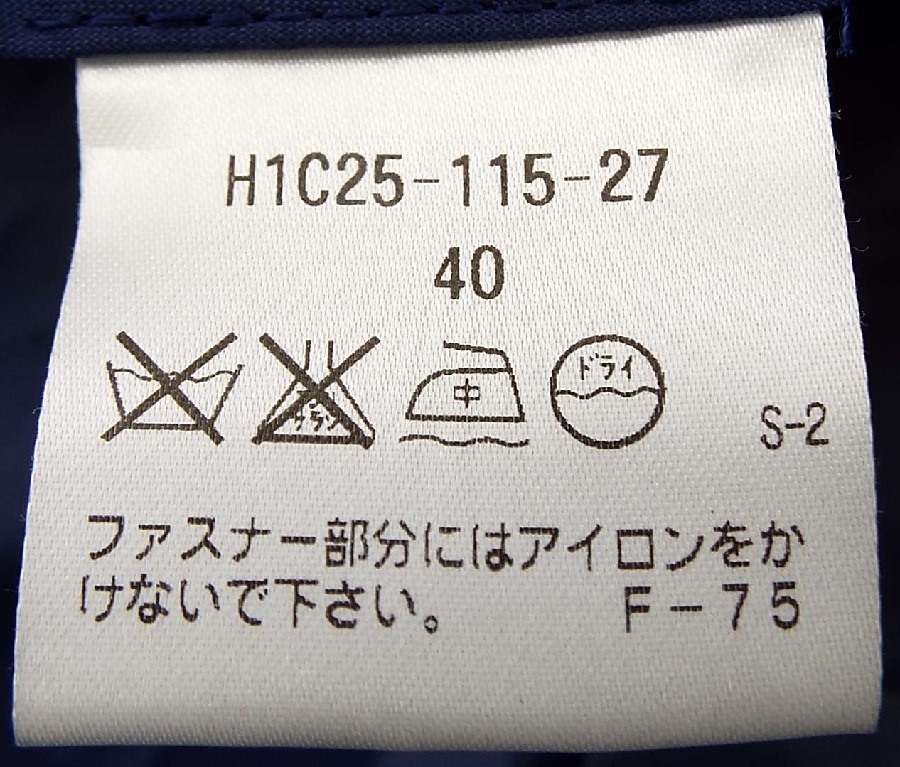 H1C25-115-27
40
中 ドライ
S-2
ファスナー部分にはアイロンをか
けないで下さい。 F-75